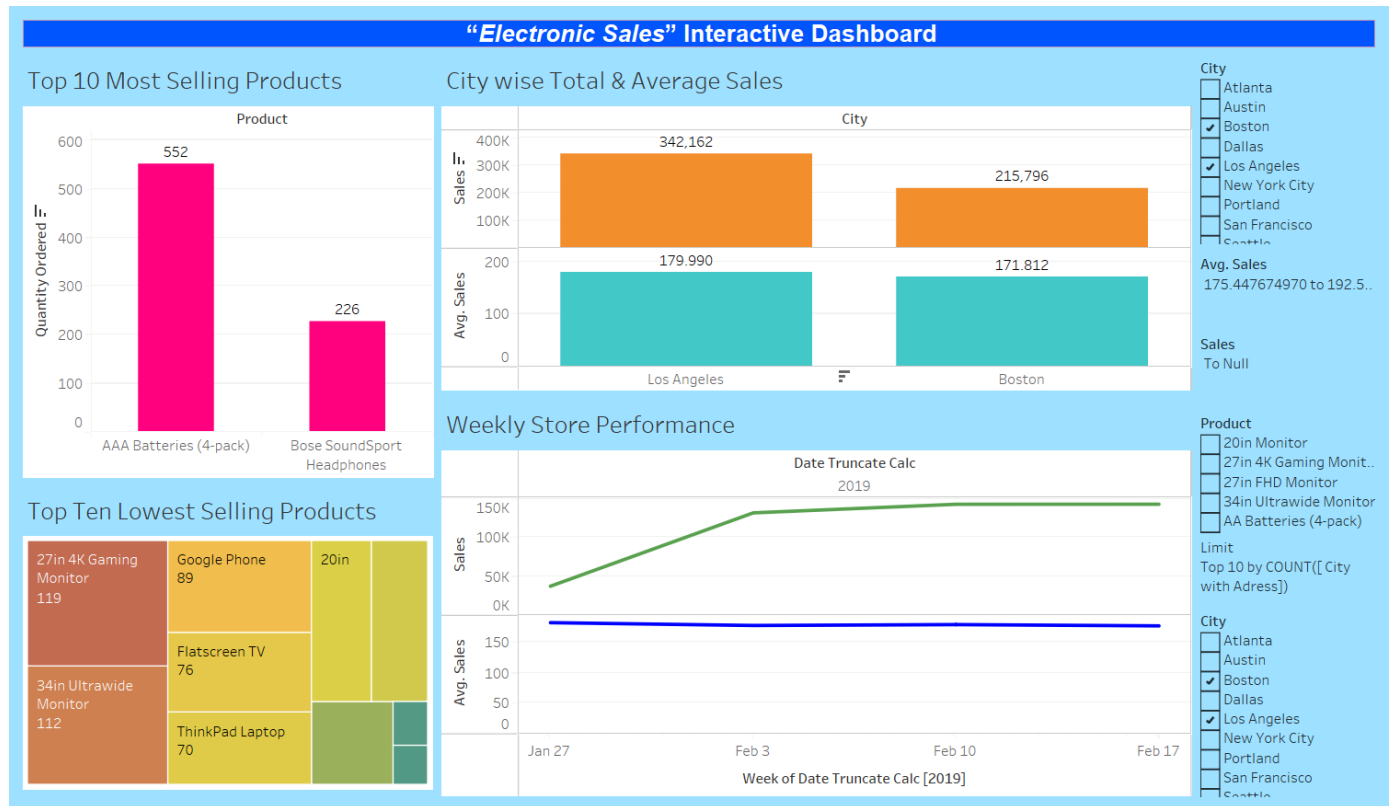 “Electronic Sales” Interactive Dashboard
Top 10 Most Selling Products
Product
600
500
400
300
200
100
0
Quantity Ordered
552
226
AAA Batteries (4-pack)
Bose SoundSport
Headphones
Top Ten Lowest Selling Products
27in 4K Gaming
Monitor
119
34in Ultrawide
Monitor
112
Google Phone
89
Flatscreen TV
76
ThinkPad Laptop
70
20in
City wise Total & Average Sales
City
400K
300K
200K
100K
Sales
342,162
215,796
200
100
0
Avg. Sales
179.990
171.812
Los Angeles
Boston
Weekly Store Performance
Date Truncate Calc
2019
150K
100K
50K
0K
Sales
150
100
50
0
Avg. Sales
Jan 27
Feb 3
Feb 10
Feb 17
Week of Date Truncate Calc [2019]
City
Atlanta
Austin
Boston
Dallas
Los Angeles
New York City
Portland
San Francisco
Seattle
Avg. Sales
175.447674970 to 192.5..
Sales
To Null
Product
20in Monitor
27in 4K Gaming Monit..
27in FHD Monitor
34in Ultrawide Monitor
AA Batteries (4-pack)
Limit
Top 10 by COUNT([ City
with Adress])
City
Atlanta
Austin
Boston
Dallas
Los Angeles
New York City
Portland
San Francisco
Seattle